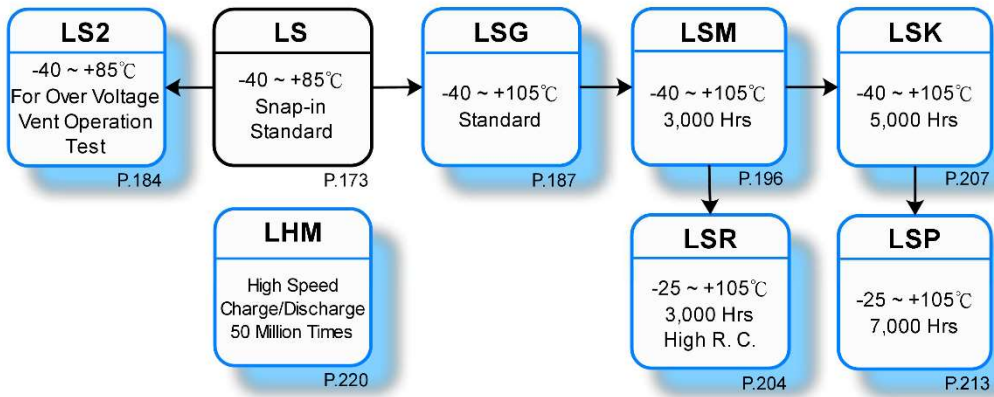 LS2
-40 ~ +85℃
For Over Voltage
Vent Operation
Test
P.184
LS
-40 ~ +85℃
Snap-in
Standard
P.173
LSG
-40 ~ +105℃
Standard
P.187
LSM
-40 ~ +105℃
3,000 Hrs
P.196
LSK
-40 ~ +105℃
5,000 Hrs
P.207
LHM
High Speed
Charge/Discharge
50 Million Times
P.220
LSR
-25 ~ +105℃
3,000 Hrs
High R. C.
P.204
LSP
-25 ~ +105℃
7,000 Hrs
P.213